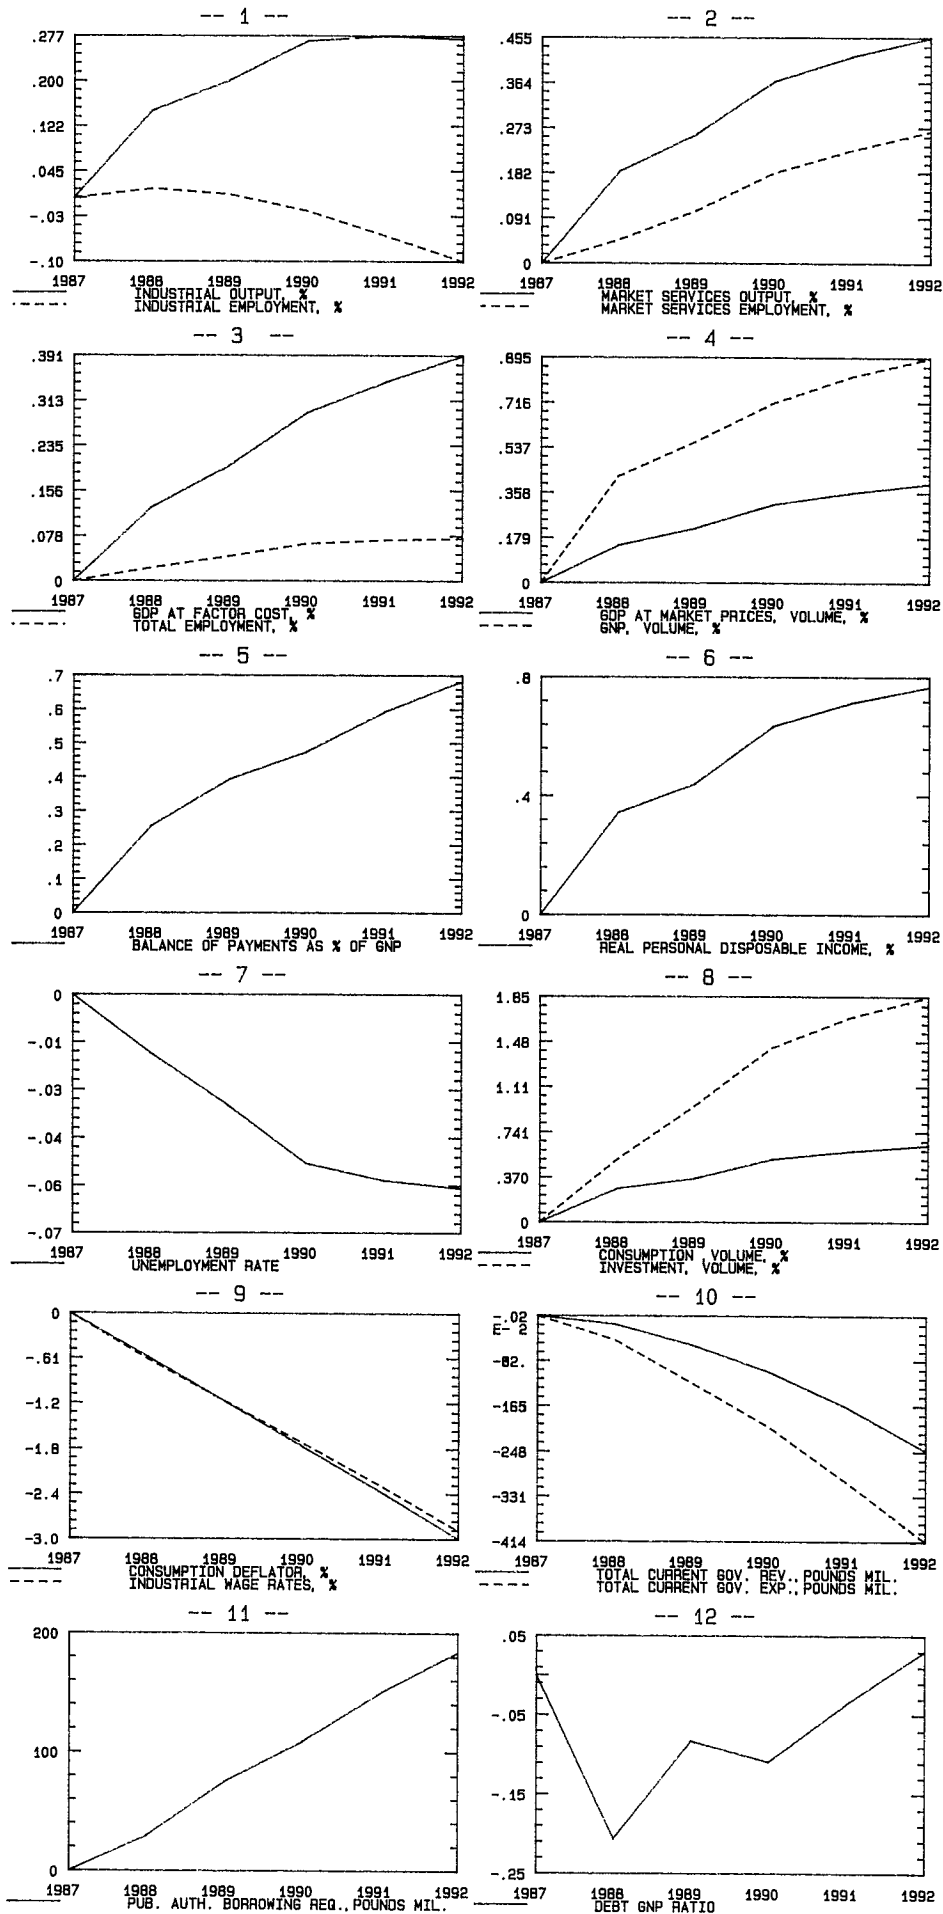 -- 1 --
.277
.200
.122
.045
-.03
-.10
1987 1988 1989 1990 1991 1992
INDUSTRIAL OUTPUT, %
INDUSTRIAL EMPLOYMENT, %
-- 2 --
.455
.364
.273
.182
.091
0
1987 1988 1989 1990 1991 1992
MARKET SERVICES OUTPUT, %
MARKET SERVICES EMPLOYMENT, %
-- 3 --
.391
.313
.235
.156
.078
0
1987 1988 1989 1990 1991 1992
GDP AT FACTOR COST, %
TOTAL EMPLOYMENT, %
-- 4 --
.895
.716
.537
.358
.179
0
1987 1988 1989 1990 1991 1992
GDP AT MARKET PRICES, VOLUME, %
GNP, VOLUME, %
-- 5 --
.7
.6
.5
.4
.3
.2
.1
0
1987 1988 1989 1990 1991 1992
BALANCE OF PAYMENTS AS % OF GNP
-- 6 --
.8
.4
0
1987 1988 1989 1990 1991 1992
REAL PERSONAL DISPOSABLE INCOME, %
-- 7 --
0
-.01
-.03
-.04
-.06
-.07
1987 1988 1989 1990 1991 1992
UNEMPLOYMENT RATE
-- 8 --
1.85
1.48
1.11
.741
.370
0
1987 1988 1989 1990 1991 1992
CONSUMPTION , VOLUME, %
INVESTMENT, VOLUME, %
-- 9 --
0
-.61
-1.2
-1.8
-2.4
-3.0
1987 1988 1989 1990 1991 1992
CONSUMPTION DEFLATOR, %
INDUSTRIAL WAGE RATES, %
-- 10 --
-.02
E- 2
-82.
-165
-248
-331
-414
1987 1988 1989 1990 1991 1992
TOTAL CURRENT GOV. REV., POUNDS MIL.
TOTAL CURRENT GOV. EXP., POUNDS MIL.
-- 11 --
200
100
0
1987 1988 1989 1990 1991 1992
PUB. AUTH. BORROWING REQ., POUNDS MIL.
-- 12 --
.05
-.05
-.15
-.25
1987 1988 1989 1990 1991 1992
DEBT GNP RATIO